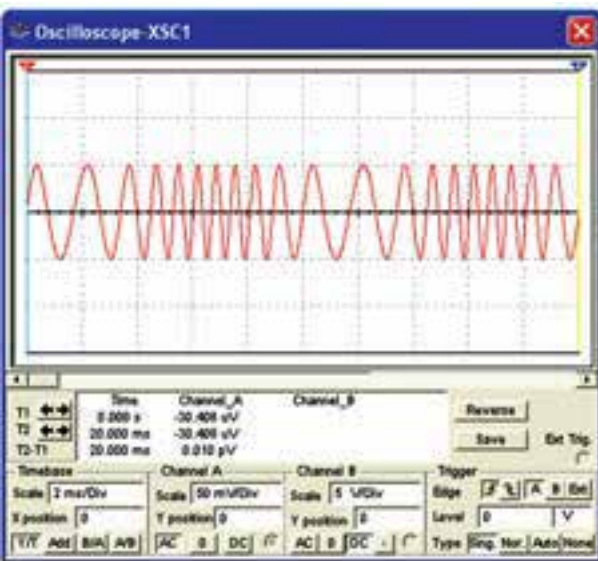 Oscilloscope-XSC1
Time Channel_A Channel_B
T1 0.000 s -30.408 uV
T2 20.000 ms -30.408 uV
T2-T1 20.000 ms 0.010 pV
Reverse
Save
Ext Trig.
Timebase
Scale 2 ms/Div
X position 0
Y/T Add B/A A/B
Channel A
Scale 50 mV/Div
Y position 0
AC 0 DC
Channel B
Scale 5 V/Div
Y position 0
AC 0 DC -
Trigger
Edge A B Ext
Level 0 V
Type Sing. Nor. Auto None